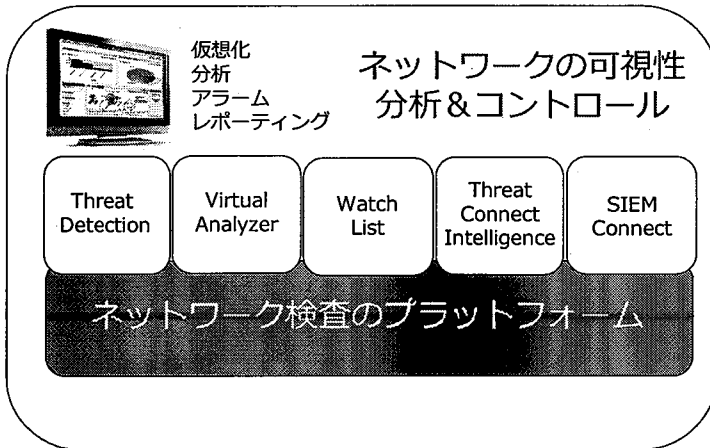 仮想化
分析
アラーム
レポーティング
ネットワークの可視性
分析&コントロール
Threat
Detection
Virtual
Analyzer
Watch
List
Threat
Connect
Intelligence
SIEM
Connect
ネットワーク検査のプラットフォーム